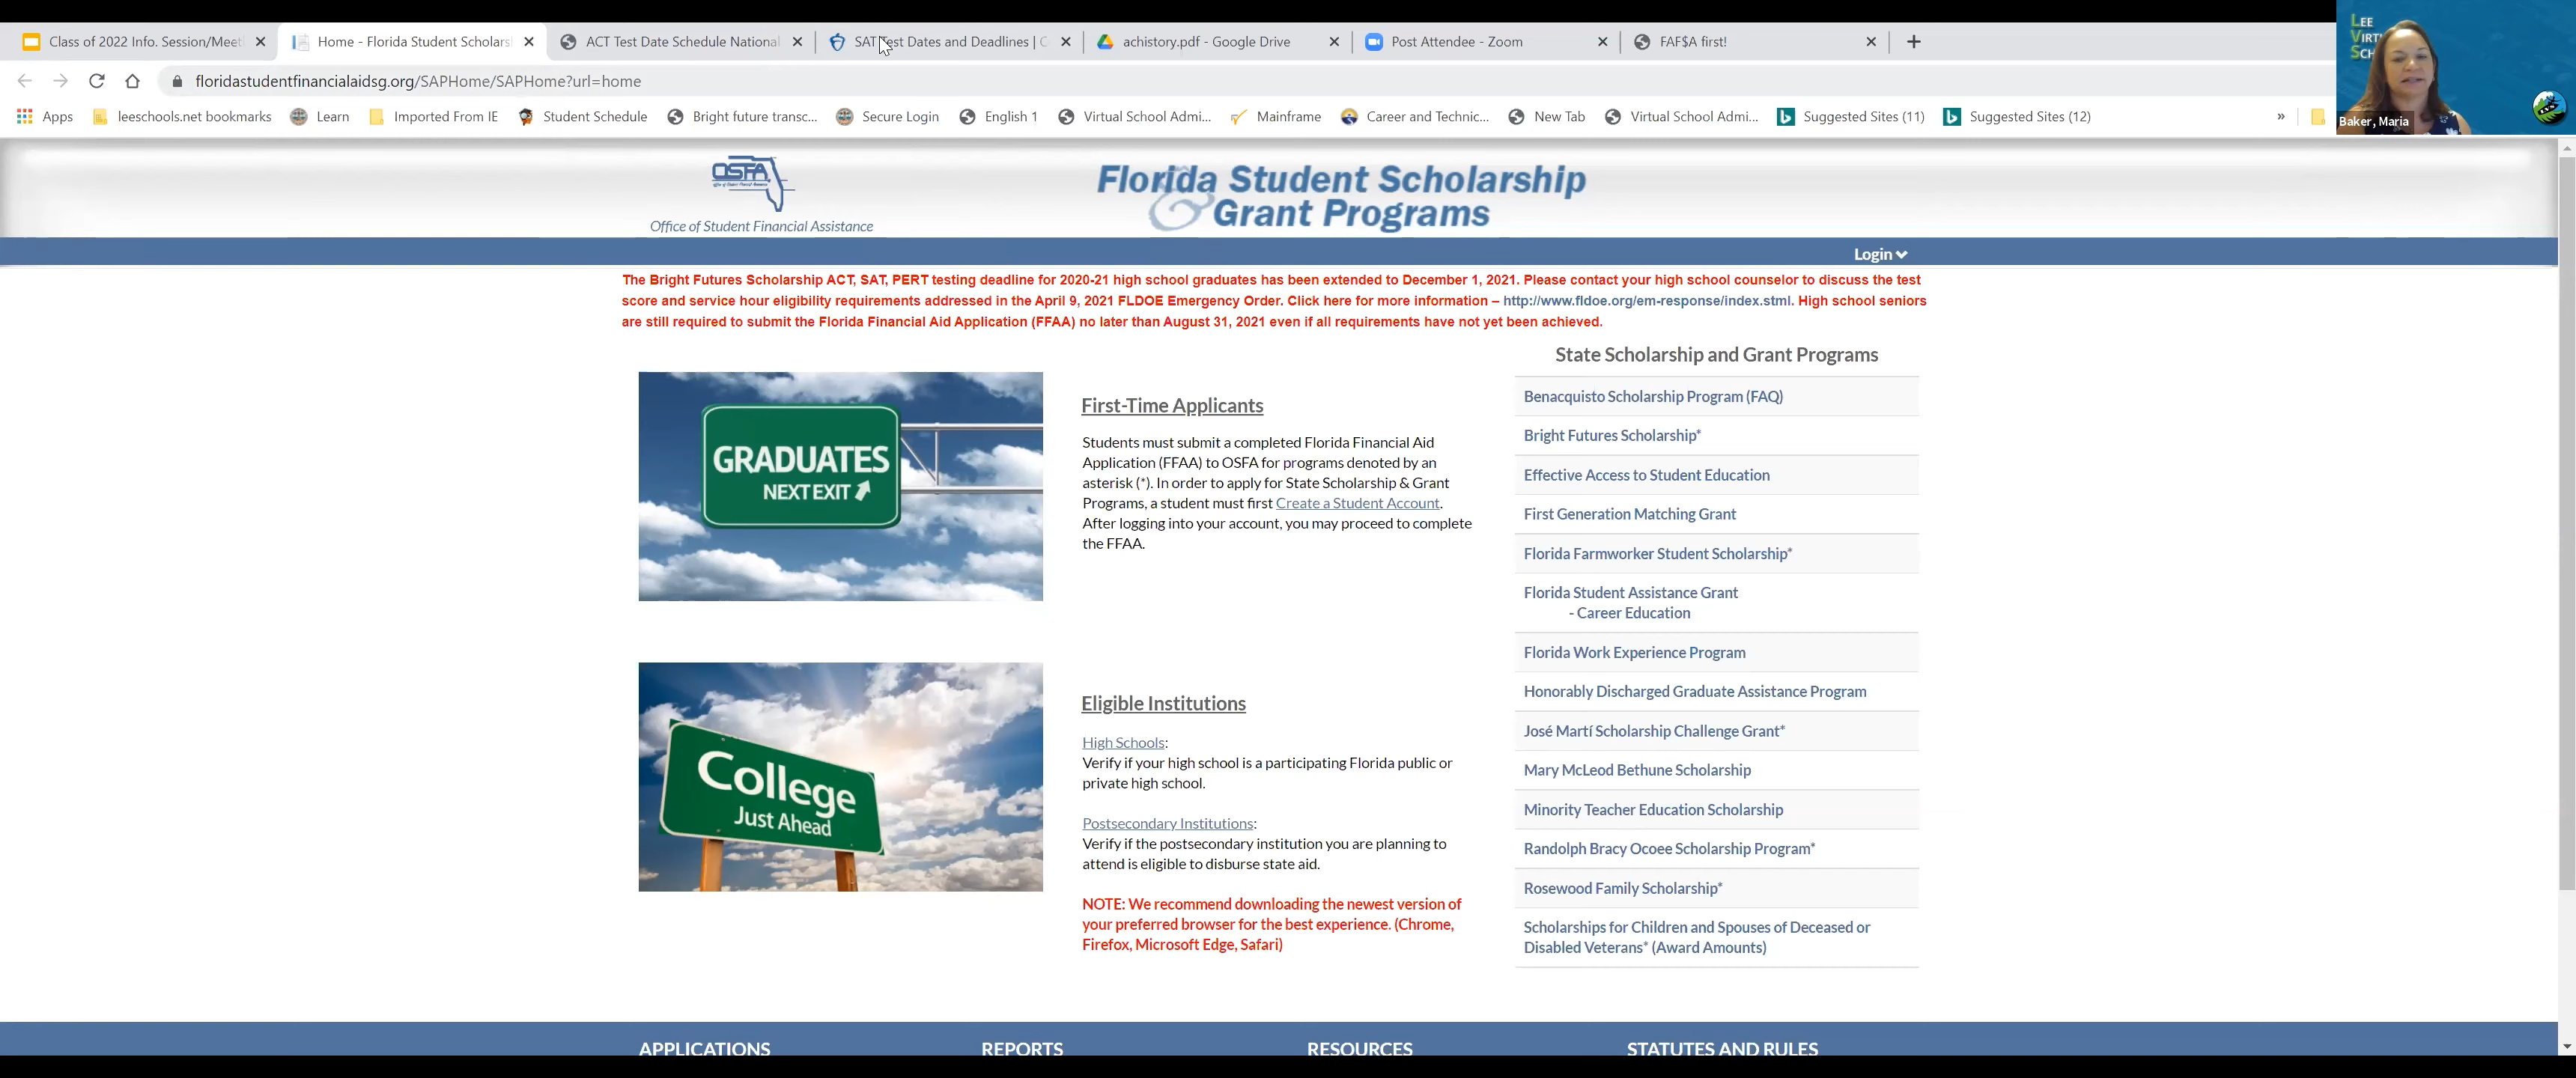 Class of 2022 Info. Session/Meet
Home - Florida Student Scholars
ACT Test Date Schedule National
SAT Test Dates and Deadlines | C
achistory.pdf - Google Drive
Post Attendee - Zoom
FAF$A first!
floridastudentfinancialaidsg.org/SAPHome/SAPHome?url=home
Apps
leeschools.net bookmarks
Learn
Imported From IE
Student Schedule
Bright future transc...
Secure Login
English 1
Virtual School Admi...
Mainframe
Career and Technic...
New Tab
Virtual School Admi...
Suggested Sites (11)
Suggested Sites (12)
»
LEE
VIRT
SCH
Baker, Maria
OSFA
Office of Student Financial Assistance
Florida Student Scholarship
& Grant Programs
Login
The Bright Futures Scholarship ACT, SAT, PERT testing deadline for 2020-21 high school graduates has been extended to December 1, 2021. Please contact your high school counselor to discuss the test
score and service hour eligibility requirements addressed in the April 9, 2021 FLDOE Emergency Order. Click here for more information – http://www.fldoe.org/em-response/index.stml. High school seniors
are still required to submit the Florida Financial Aid Application (FFAA) no later than August 31, 2021 even if all requirements have not yet been achieved.
GRADUATES
NEXT EXIT
First-Time Applicants
Students must submit a completed Florida Financial Aid
Application (FFAA) to OSFA for programs denoted by an
asterisk (*). In order to apply for State Scholarship & Grant
Programs, a student must first Create a Student Account.
After logging into your account, you may proceed to complete
the FFAA.
College
Just Ahead
Eligible Institutions
High Schools:
Verify if your high school is a participating Florida public or
private high school.
Postsecondary Institutions:
Verify if the postsecondary institution you are planning to
attend is eligible to disburse state aid.
NOTE: We recommend downloading the newest version of
your preferred browser for the best experience. (Chrome,
Firefox, Microsoft Edge, Safari)
State Scholarship and Grant Programs
Benacquisto Scholarship Program (FAQ)
Bright Futures Scholarship*
Effective Access to Student Education
First Generation Matching Grant
Florida Farmworker Student Scholarship*
Florida Student Assistance Grant
- Career Education
Florida Work Experience Program
Honorably Discharged Graduate Assistance Program
José Martí Scholarship Challenge Grant*
Mary McLeod Bethune Scholarship
Minority Teacher Education Scholarship
Randolph Bracy Ocoee Scholarship Program*
Rosewood Family Scholarship*
Scholarships for Children and Spouses of Deceased or
Disabled Veterans* (Award Amounts)
APPLICATIONS
REPORTS
RESOURCES
STATUTES AND RULES